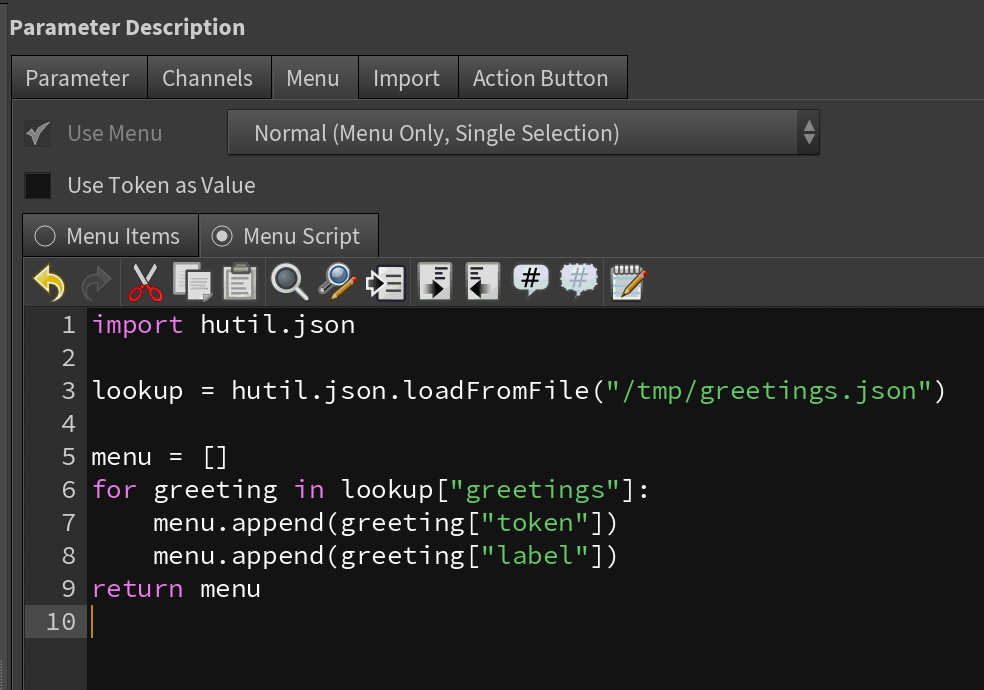 Parameter Description
Parameter Channels Menu Import Action Button
Use Menu Normal (Menu Only, Single Selection)
Use Token as Value
Menu Items Menu Script
# #
1 import hutil.json
2
3 lookup = hutil.json.loadFromFile("/tmp/greetings.json")
4
5 menu = []
6 for greeting in lookup["greetings"]:
7     menu.append(greeting["token"])
8     menu.append(greeting["label"])
9 return menu
10